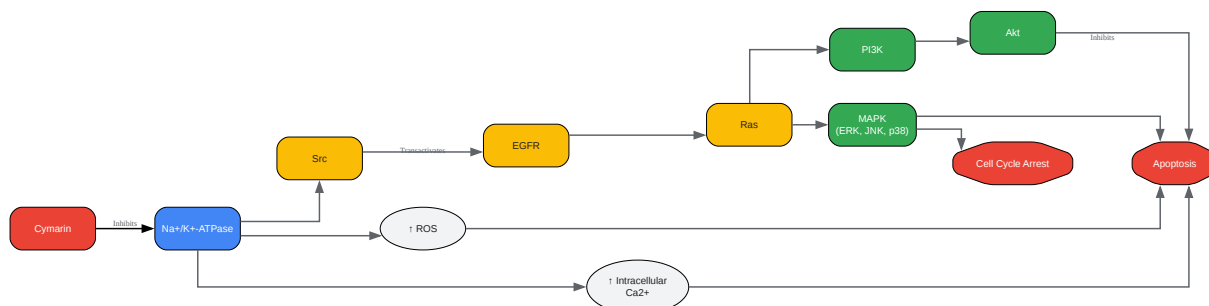 Akt
Inhibits
PI3K
Ras
MAPK
(ERK, JNK, p38)
EGFR
Src
Transactivates
Cell Cycle Arrest
Apoptosis
Cymarin
Inhibits
Na+/K+-ATPase
↑ ROS
↑ Intracellular
Ca2+